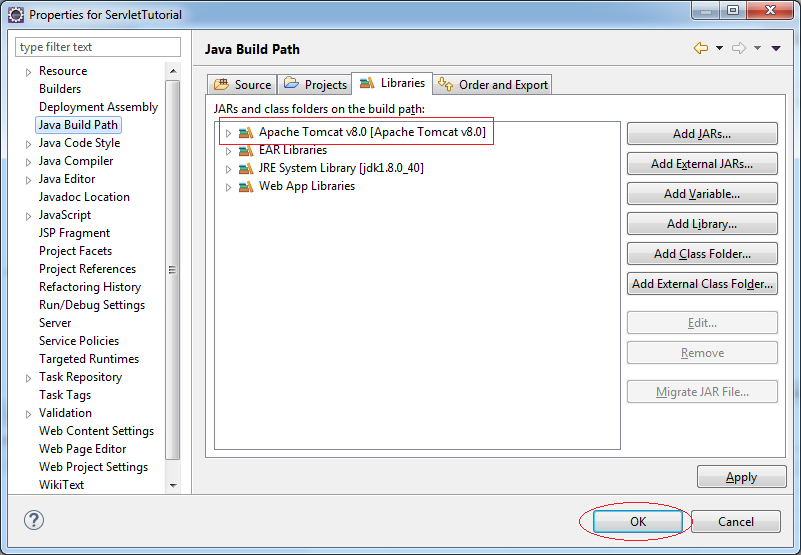 Properties for ServletTutorial
type filter text
Resource
Builders
Deployment Assembly
Java Build Path
Java Code Style
Java Compiler
Java Editor
Javadoc Location
JavaScript
JSP Fragment
Project Facets
Project References
Refactoring History
Run/Debug Settings
Server
Service Policies
Targeted Runtimes
Task Repository
Task Tags
Validation
Web Content Settings
Web Page Editor
Web Project Settings
WikiText
Java Build Path
Source Projects Libraries Order and Export
JARs and class folders on the build path:
Apache Tomcat v8.0 [Apache Tomcat v8.0]
EAR Libraries
JRE System Library [jdk1.8.0_40]
Web App Libraries
Add JARs...
Add External JARs...
Add Variable...
Add Library...
Add Class Folder...
Add External Class Folder...
Edit...
Remove
Migrate JAR File...
Apply
? OK Cancel